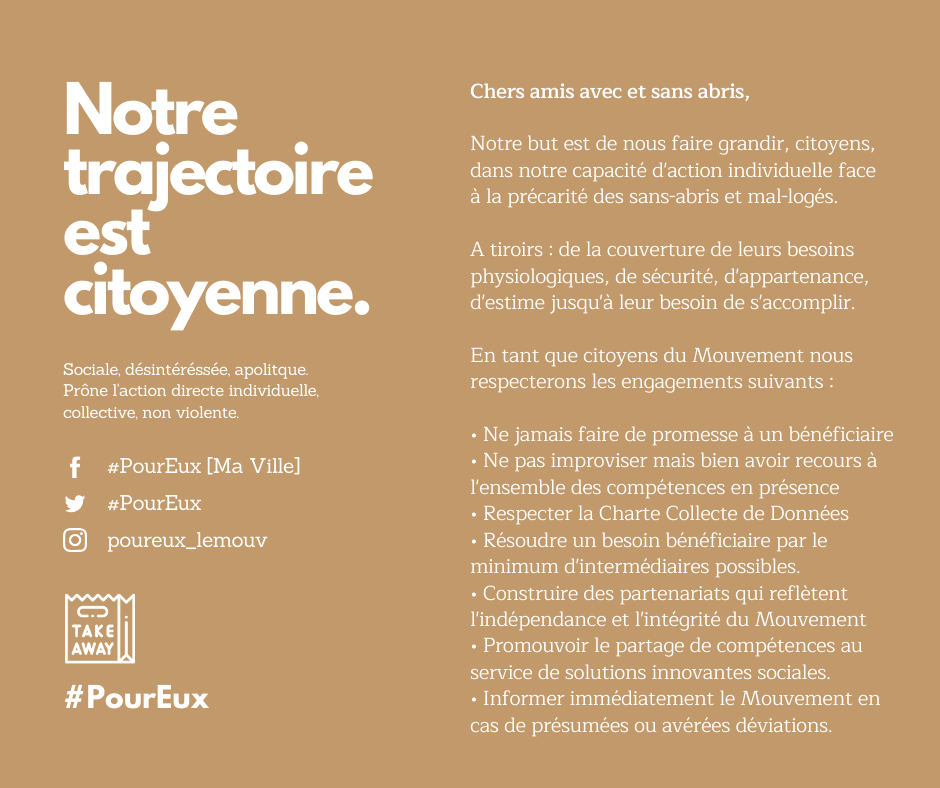 Notre
trajectoire
est
citoyenne.
Sociale, désintéréssée, apolitque.
Prône l'action directe individuelle,
collective, non violente.
#PourEux [Ma Ville]
#PourEux
poureux_lemouv
TAKE
AWAY
#PourEux
Chers amis avec et sans abris,
Notre but est de nous faire grandir, citoyens,
dans notre capacité d'action individuelle face
à la précarité des sans-abris et mal-logés.
A tiroirs : de la couverture de leurs besoins
physiologiques, de sécurité, d'appartenance,
d'estime jusqu'à leur besoin de s'accomplir.
En tant que citoyens du Mouvement nous
respecterons les engagements suivants :
• Ne jamais faire de promesse à un bénéficiaire
• Ne pas improviser mais bien avoir recours à
l'ensemble des compétences en présence
• Respecter la Charte Collecte de Données
• Résoudre un besoin bénéficiaire par le
minimum d'intermédiaires possibles.
• Construire des partenariats qui reflètent
l'indépendance et l'intégrité du Mouvement
• Promouvoir le partage de compétences au
service de solutions innovantes sociales.
• Informer immédiatement le Mouvement en
cas de présumées ou avérées déviations.